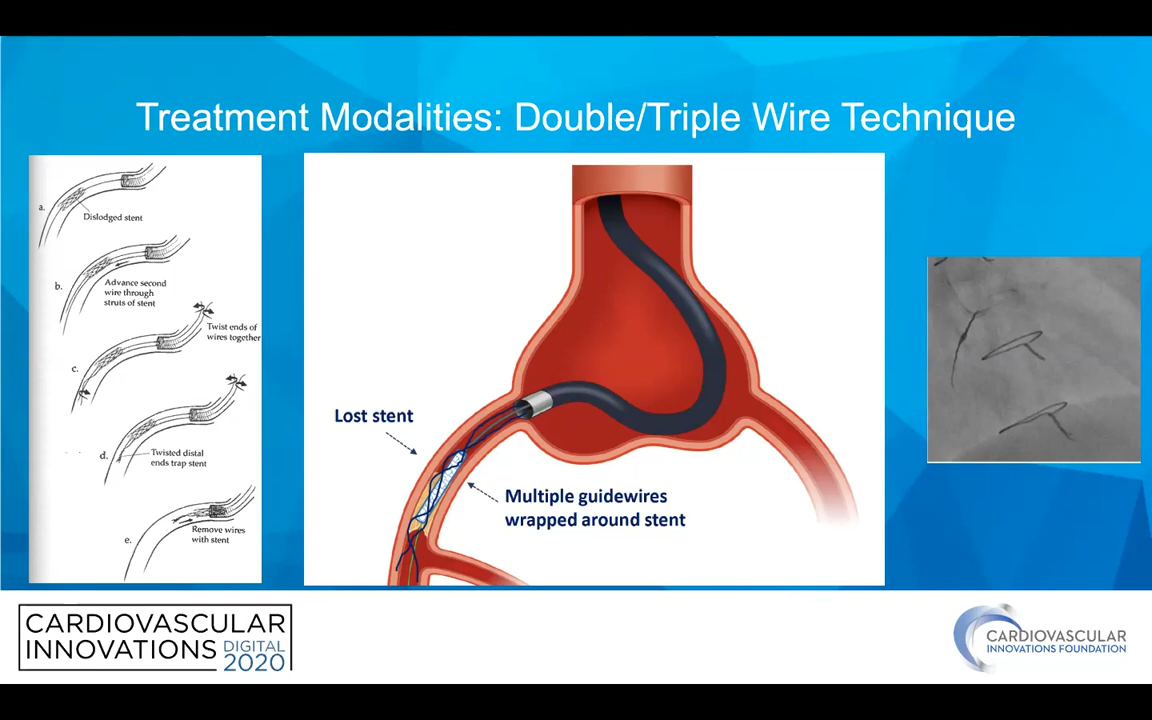 Treatment Modalities: Double/Triple Wire Technique
a.
Dislodged stent
b.
Advance second
wire through
struts of stent
Twist ends of
wires together
c.
d.
Twisted distal
ends trap stent
e.
Remove wires
with stent
Lost stent
Multiple guidewires
wrapped around stent
CARDIOVASCULAR
INNOVATIONS DIGITAL
2020
CARDIOVASCULAR
INNOVATIONS FOUNDATION